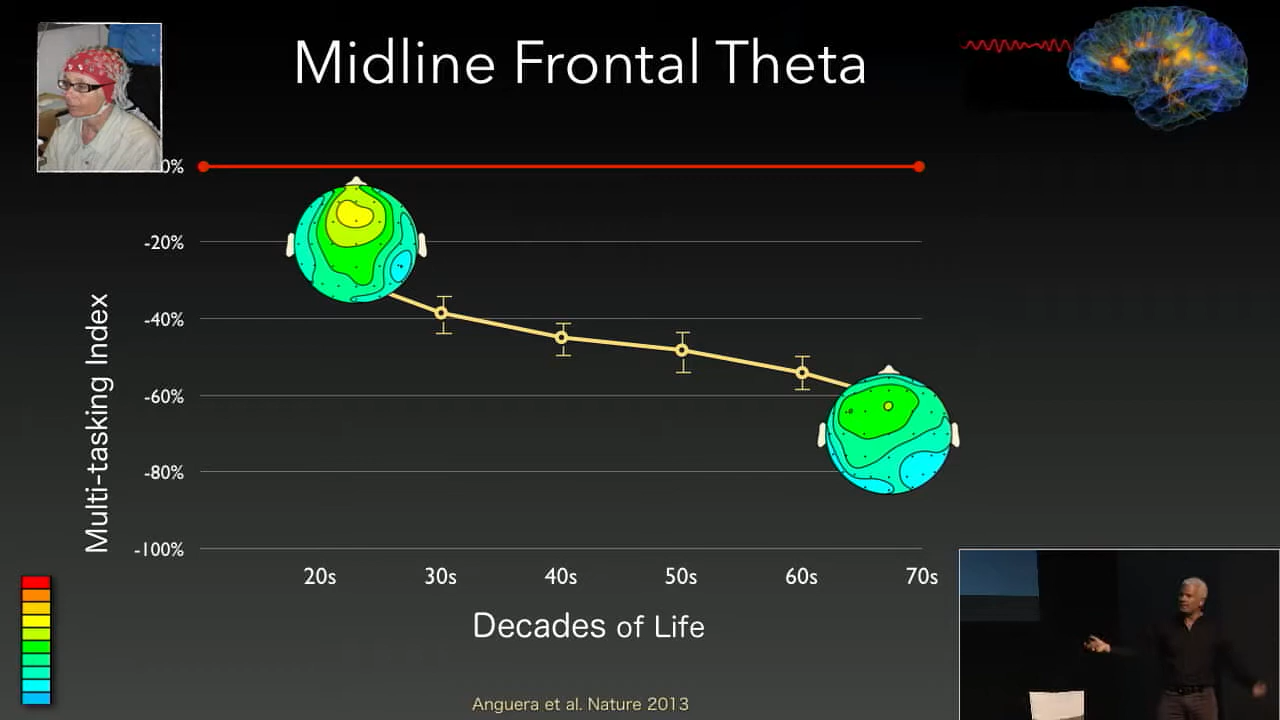 Midline Frontal Theta
0%
-20%
-40%
-60%
-80%
-100%
Multi-tasking Index
20s 30s 40s 50s 60s 70s
Decades of Life
Anguera et al. Nature 2013